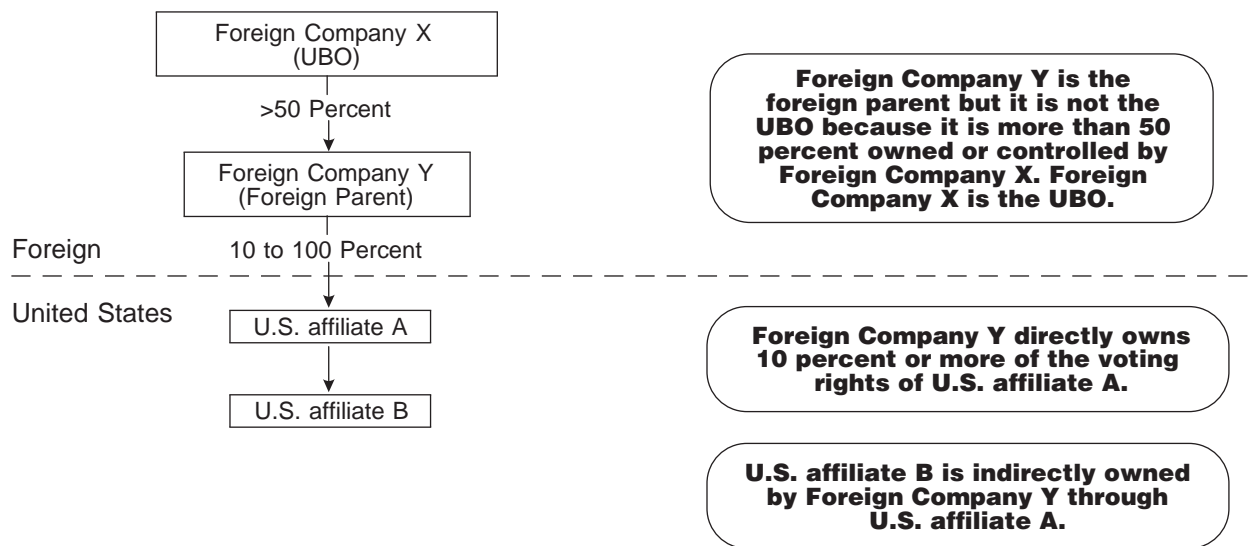 Foreign Company X
(UBO)
>50 Percent
Foreign Company Y
(Foreign Parent)
Foreign
10 to 100 Percent
United States
U.S. affiliate A
U.S. affiliate B
Foreign Company Y is the
foreign parent but it is not the
UBO because it is more than 50
percent owned or controlled by
Foreign Company X. Foreign
Company X is the UBO.
Foreign Company Y directly owns
10 percent or more of the voting
rights of U.S. affiliate A.
U.S. affiliate B is indirectly owned
by Foreign Company Y through
U.S. affiliate A.